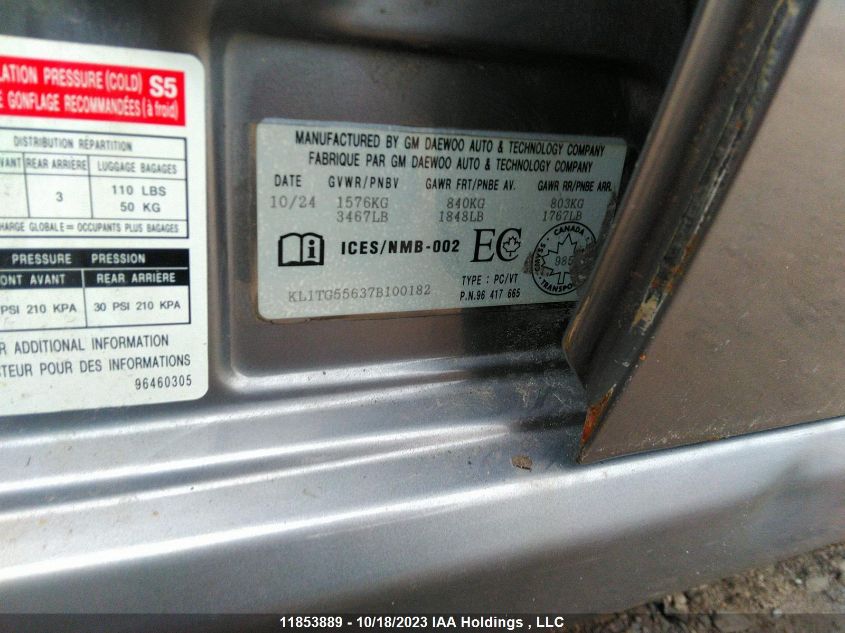 LATION PRESSURE (COLD) S5
E GONFLAGE RECOMMANDÉES (à froid)
DISTRIBUTION RÉPARTITION
VANT REAR ARRIÈRE LUGGAGE BAGAGES
3 110 LBS
50 KG
HARGE GLOBALE = OCCUPANTS PLUS BAGAGES
PRESSURE PRESSION
ONT AVANT REAR ARRIÈRE
PSI 210 KPA 30 PSI 210 KPA
R ADDITIONAL INFORMATION
CTEUR POUR DES INFORMATIONS
96460305
MANUFACTURED BY GM DAEWOO AUTO & TECHNOLOGY COMPANY
FABRIQUE PAR GM DAEWOO AUTO & TECHNOLOGY COMPANY
DATE GVWR/PNBV GAWR FRT/PNBE AV. GAWR RR/PNBE ARR.
10/24 1576KG 840KG 803KG
3467LB 1848LB 1767LB
i ICES/NMB-002 EC
CANADA
985
TRANSPO
TYPE : PC/VT
KL1TG55637B100182 P.N.96 417 665
11853889 - 10/18/2023 IAA Holdings , LLC